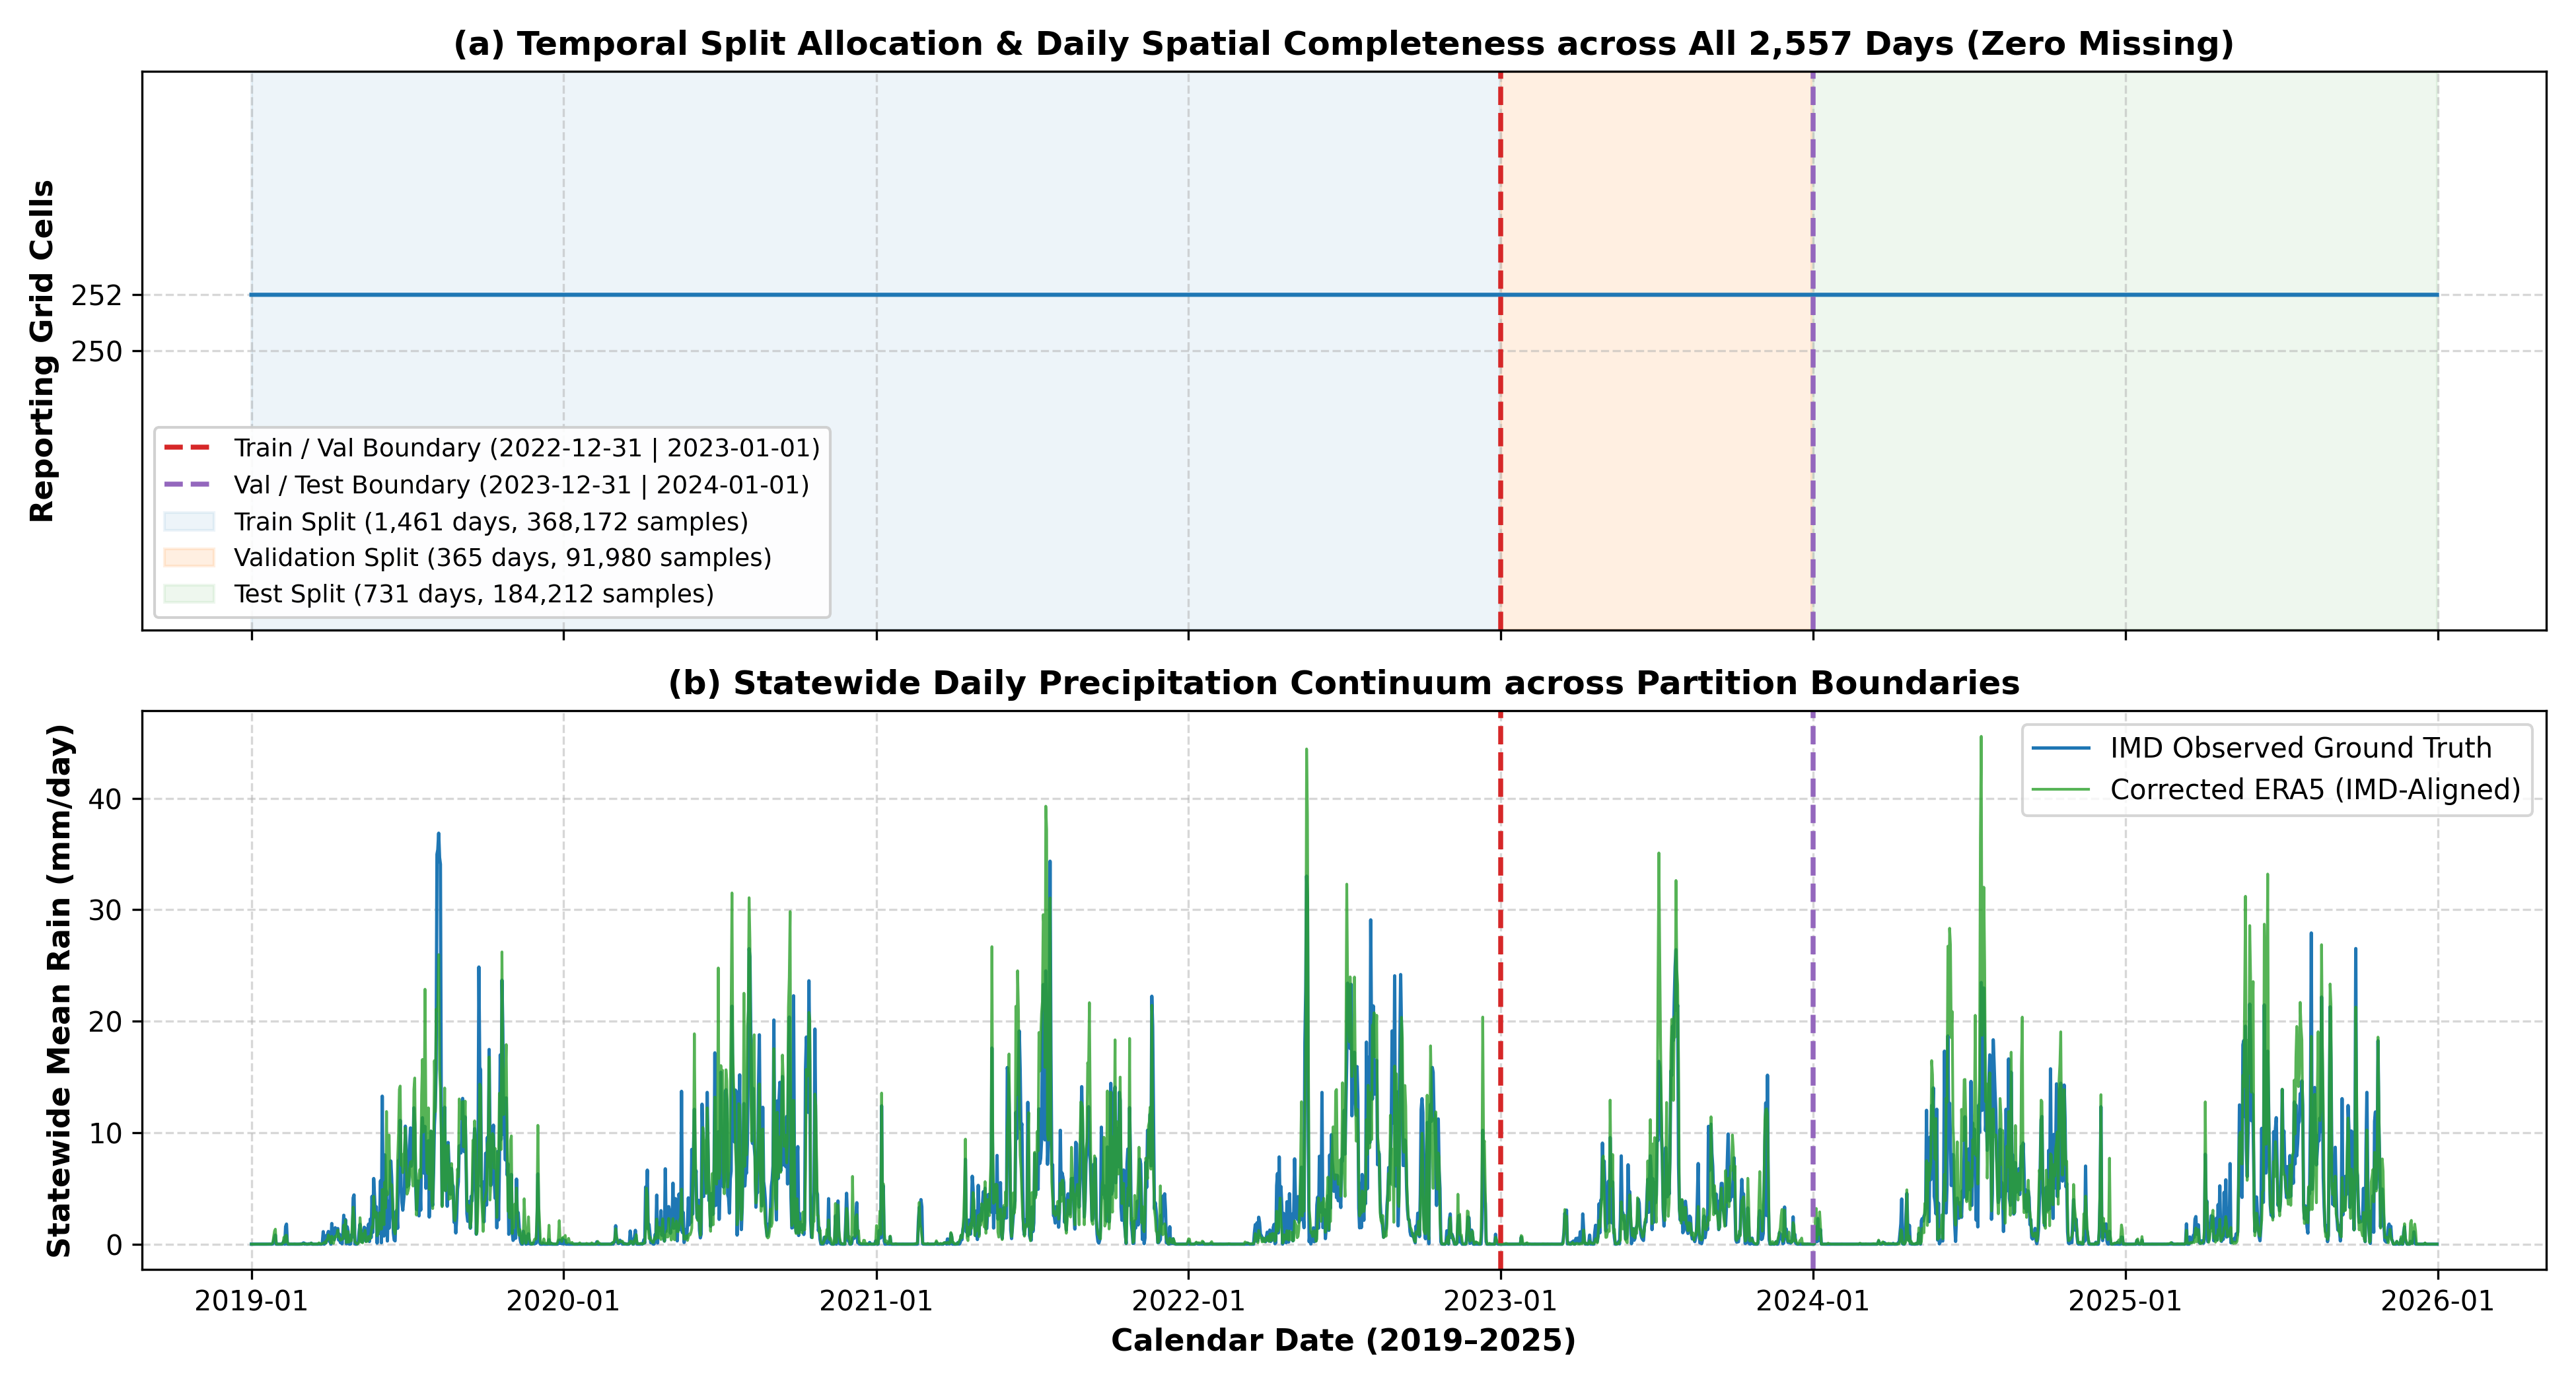 (a) Temporal Split Allocation & Daily Spatial Completeness across All 2,557 Days (Zero Missing)
Reporting Grid Cells
252
250
Train / Val Boundary (2022-12-31 | 2023-01-01)
Val / Test Boundary (2023-12-31 | 2024-01-01)
Train Split (1,461 days, 368,172 samples)
Validation Split (365 days, 91,980 samples)
Test Split (731 days, 184,212 samples)
(b) Statewide Daily Precipitation Continuum across Partition Boundaries
Statewide Mean Rain (mm/day)
40
30
20
10
0
IMD Observed Ground Truth
Corrected ERA5 (IMD-Aligned)
2019-01 2020-01 2021-01 2022-01 2023-01 2024-01 2025-01 2026-01
Calendar Date (2019–2025)